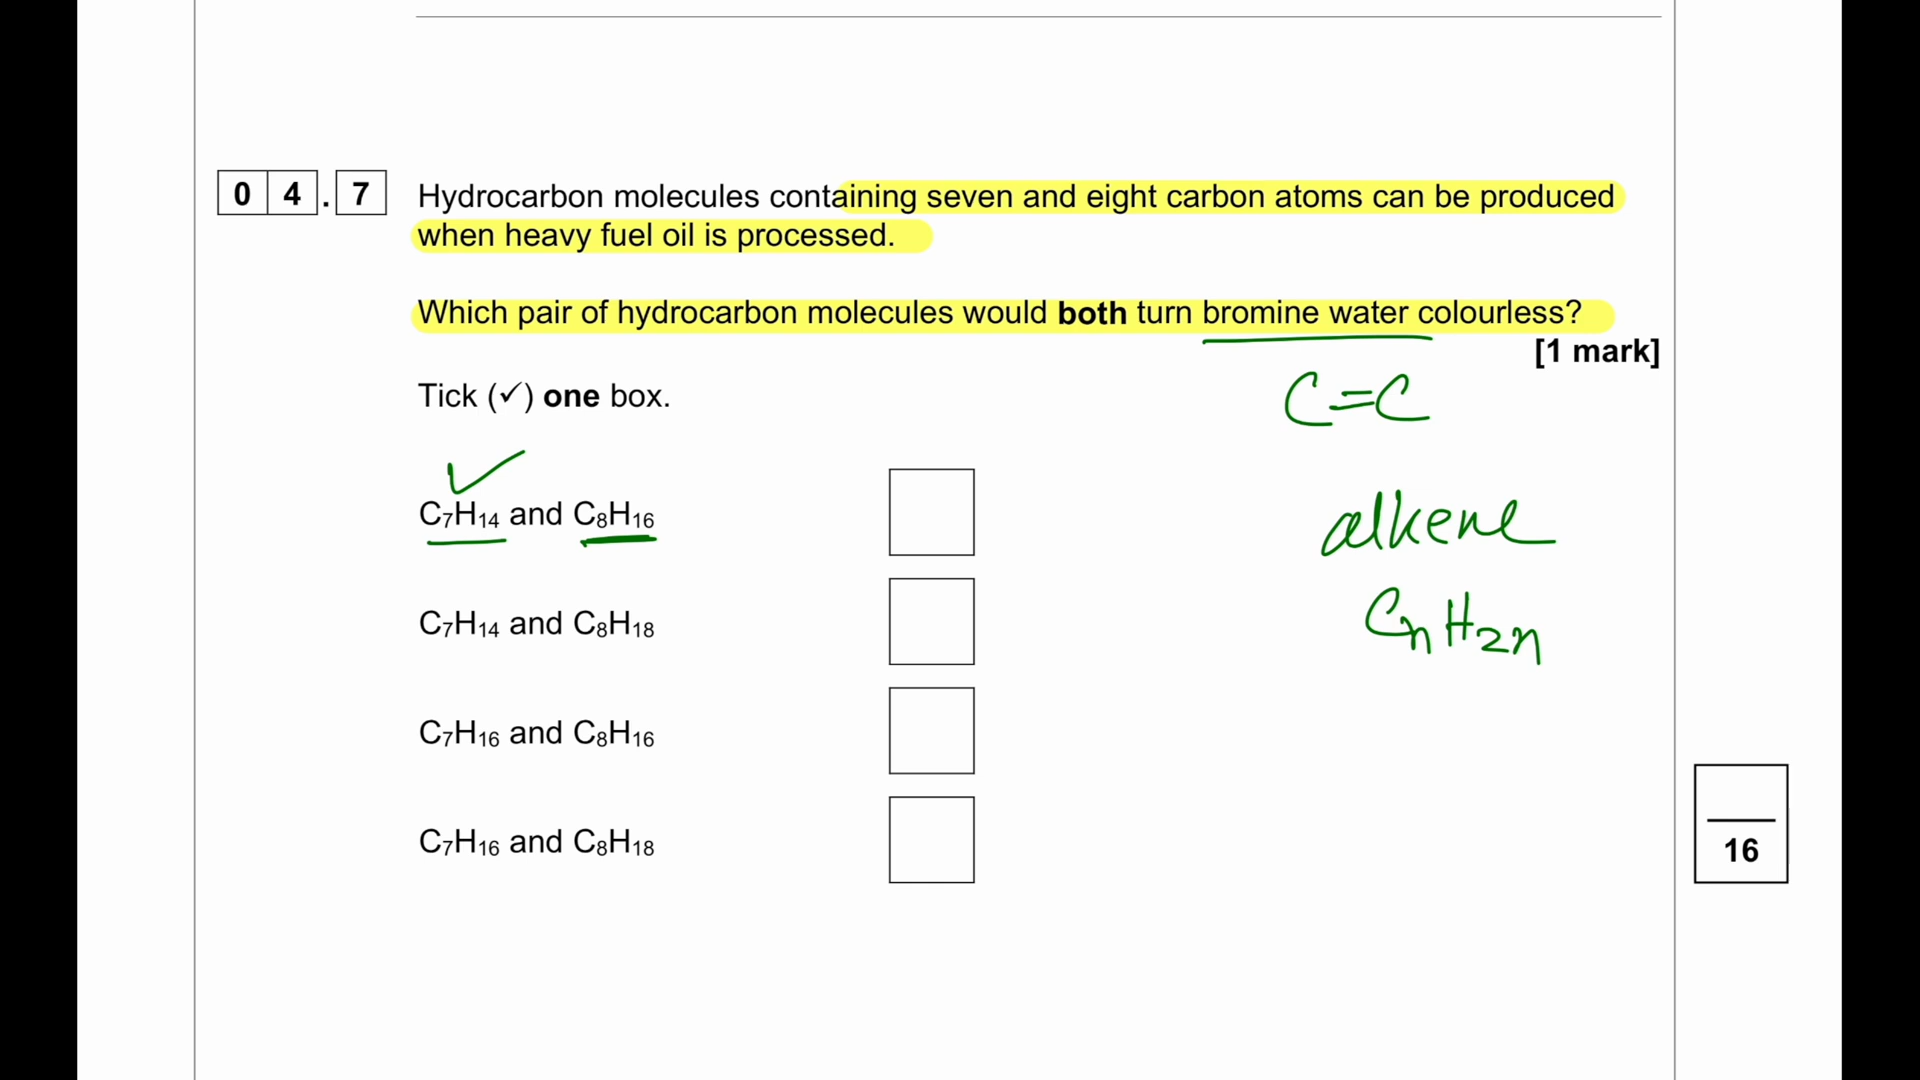 04.7 Hydrocarbon molecules containing seven and eight carbon atoms can be produced
when heavy fuel oil is processed.
Which pair of hydrocarbon molecules would both turn bromine water colourless?
[1 mark]
Tick (✓) one box.
C=C
✓
C₇H₁₄ and C₈H₁₆
alkene
C₇H₁₄ and C₈H₁₈
CₙH₂ₙ
C₇H₁₆ and C₈H₁₆
C₇H₁₆ and C₈H₁₈
16